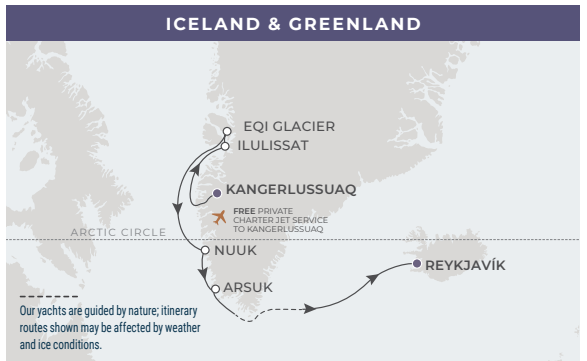 ICELAND & GREENLAND
EQI GLACIER
ILULISSAT
KANGERLUSSUAQ
FREE PRIVATE
CHARTER JET SERVICE
TO KANGERLUSSUAQ
ARCTIC CIRCLE
NUUK
REYKJAVÍK
ARSUK
Our yachts are guided by nature; itinerary
routes shown may be affected by weather
and ice conditions.